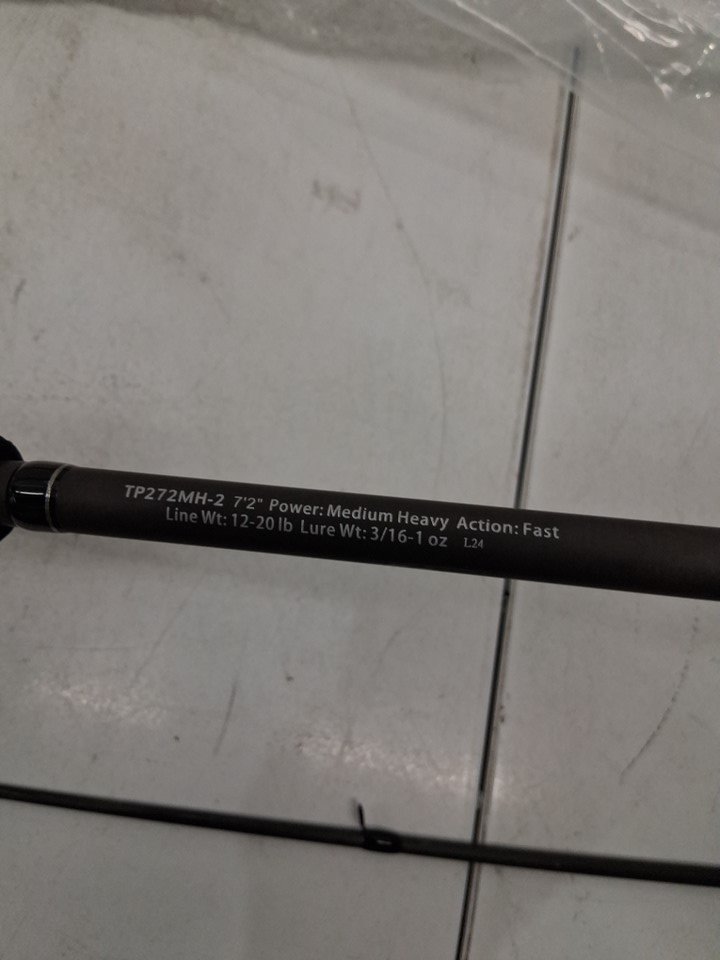 TP272MH-2 7'2" Power: Medium Heavy Action: Fast
Line Wt: 12-20 lb Lure Wt: 3/16-1 oz L24